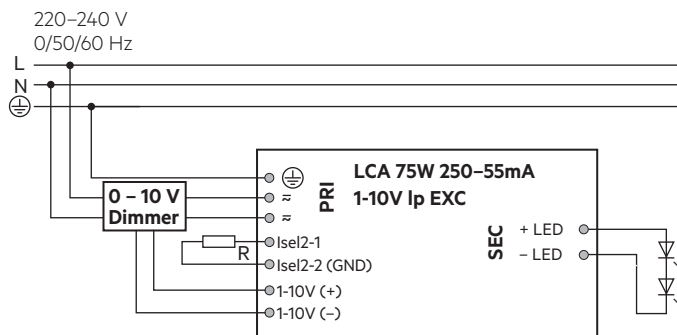 220–240 V
0/50/60 Hz
L
N
LCA 75W 250–55mA
1-10V lp EXC
PRI
0 – 10 V
Dimmer
≂
≂
SEC
+ LED
– LED
R
Isel2-1
Isel2-2 (GND)
1-10V (+)
1-10V (–)